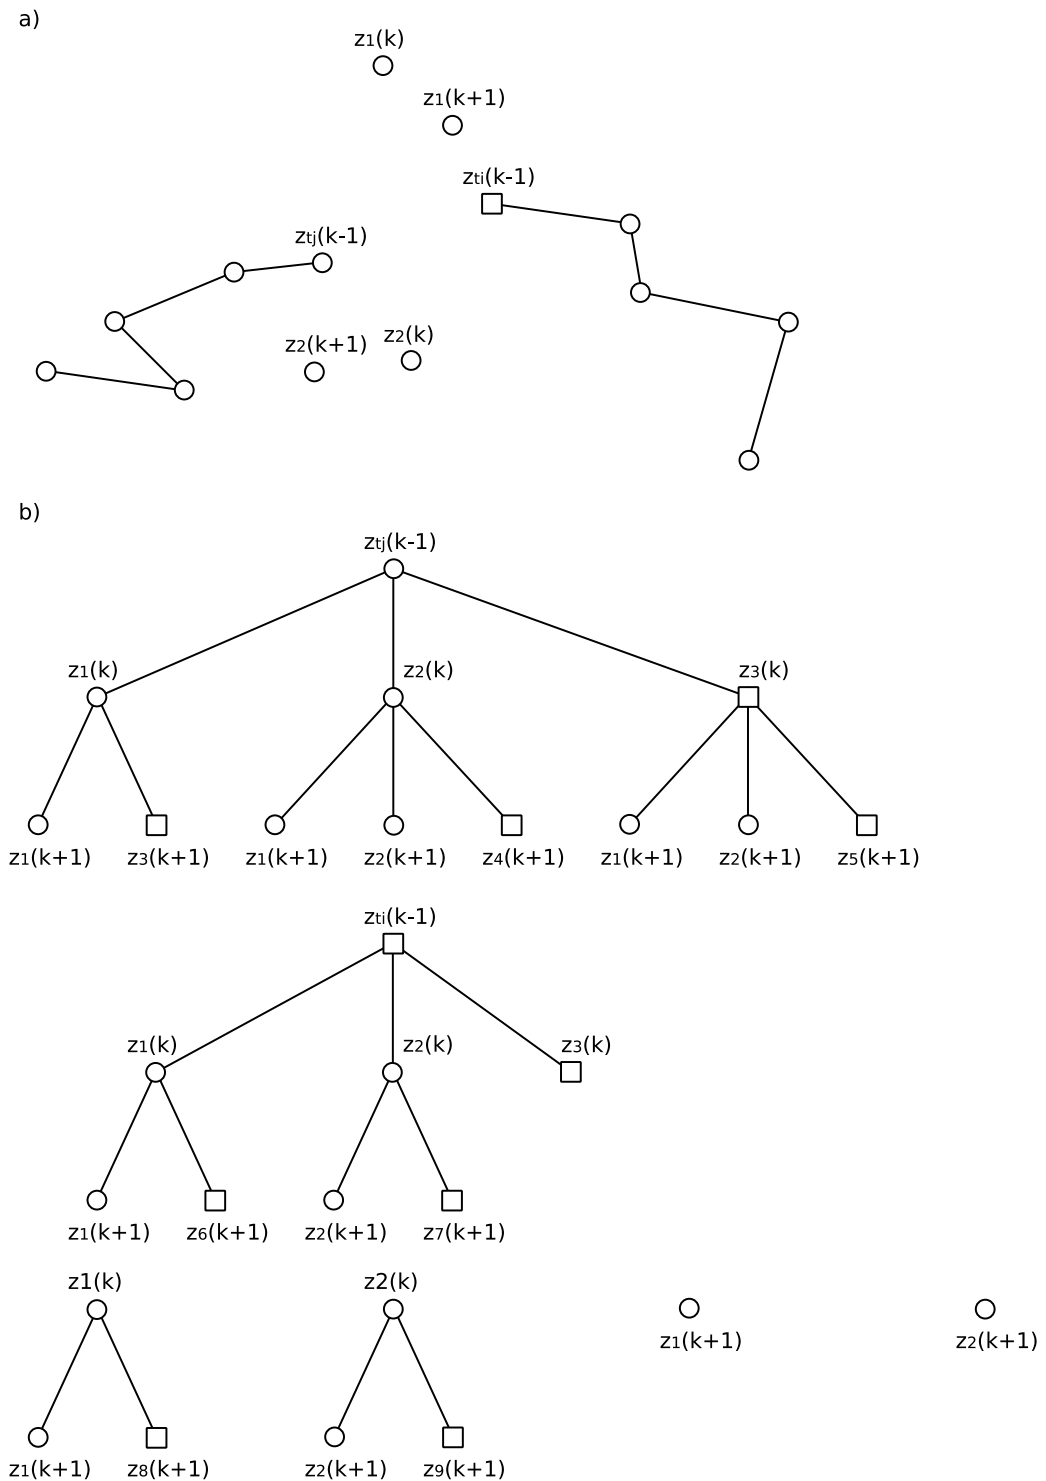 a)
z1(k)
z1(k+1)
zti(k-1)
ztj(k-1)
z2(k+1) z2(k)
b)
ztj(k-1)
z1(k) z2(k) z3(k)
z1(k+1) z3(k+1) z1(k+1) z2(k+1) z4(k+1) z1(k+1) z2(k+1) z5(k+1)
zti(k-1)
z1(k) z2(k) z3(k)
z1(k+1) z6(k+1) z2(k+1) z7(k+1)
z1(k) z2(k)
z1(k+1) z2(k+1)
z1(k+1) z8(k+1) z2(k+1) z9(k+1)